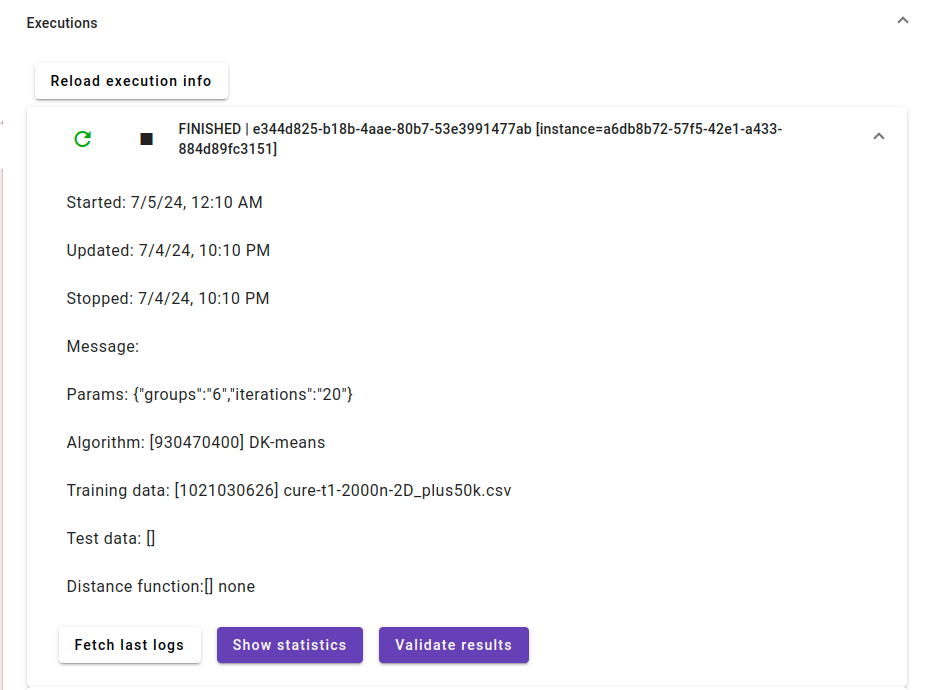 Executions
Reload execution info
FINISHED | e344d825-b18b-4aae-80b7-53e3991477ab [instance=a6db8b72-57f5-42e1-a433-
884d89fc3151]
Started: 7/5/24, 12:10 AM
Updated: 7/4/24, 10:10 PM
Stopped: 7/4/24, 10:10 PM
Message:
Params: {"groups":"6","iterations":"20"}
Algorithm: [930470400] DK-means
Training data: [1021030626] cure-t1-2000n-2D_plus50k.csv
Test data: []
Distance function:[] none
Fetch last logs
Show statistics
Validate results